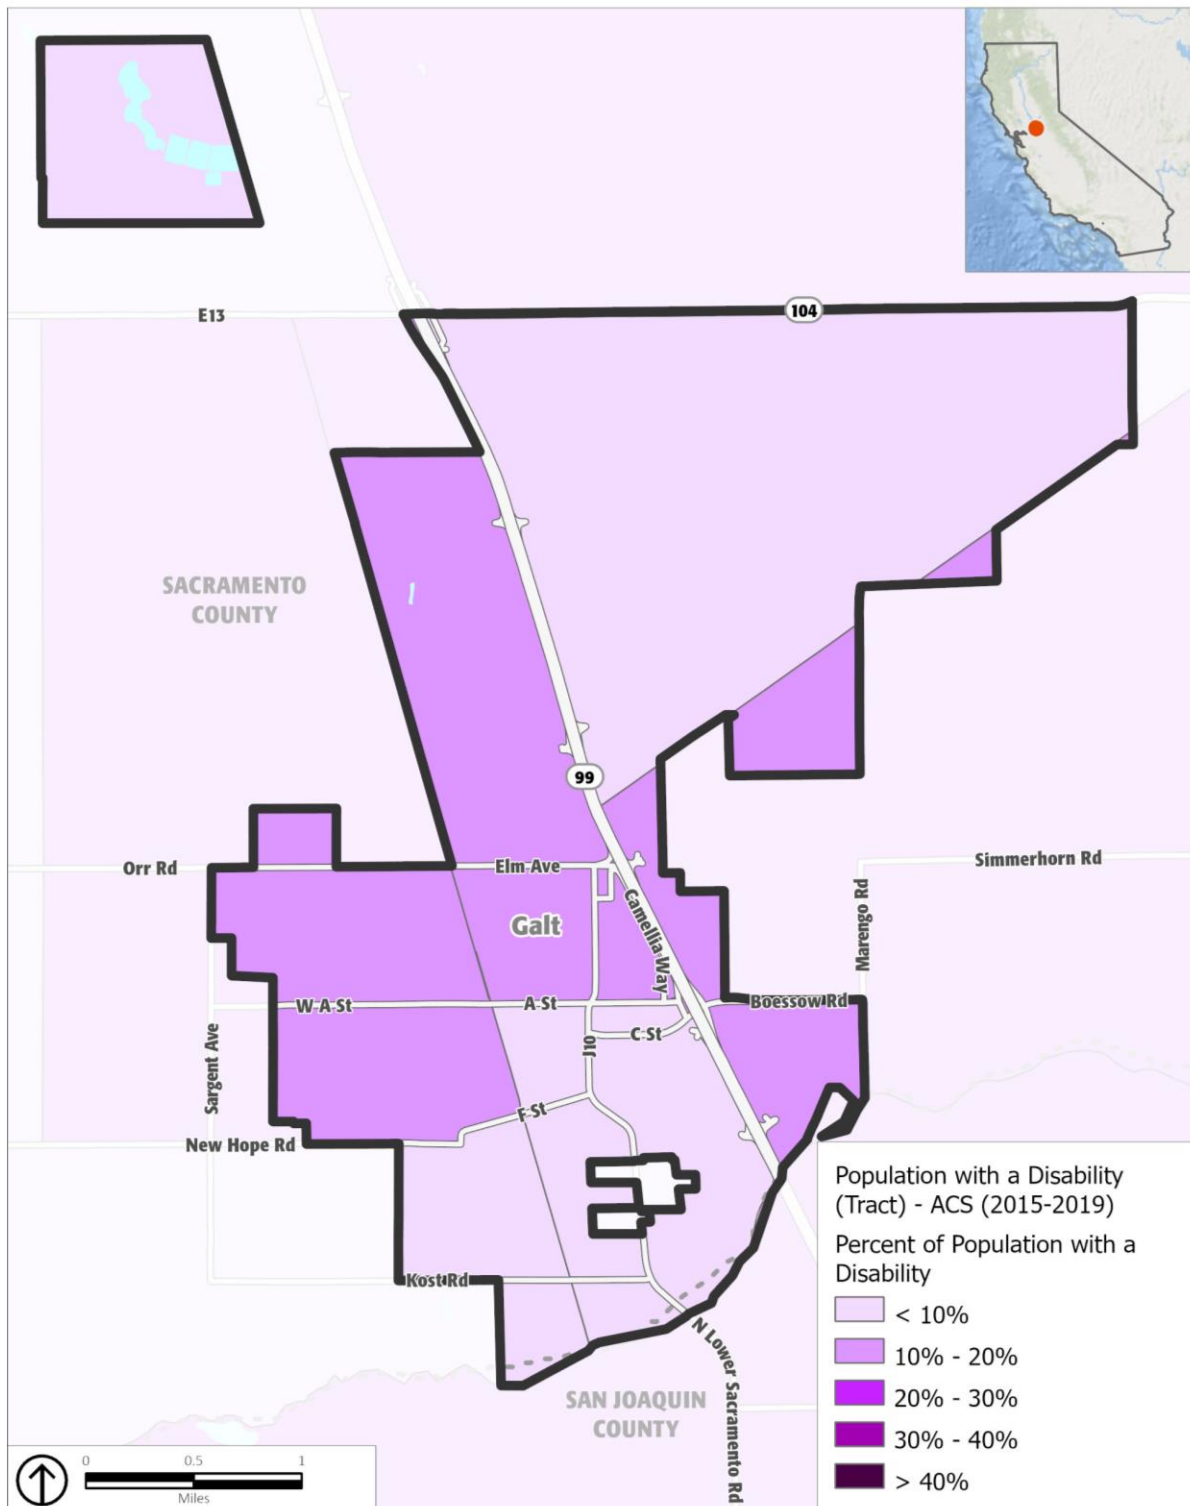 E13
104
SACRAMENTO
COUNTY
99
Orr Rd
Elm Ave
Simmerhorn Rd
Galt
Camellia Way
Marengo Rd
W A St
A St
Boessow Rd
C St
J10
Sargent Ave
F St
New Hope Rd
Kost Rd
N Lower Sacramento Rd
SAN JOAQUIN
COUNTY
Population with a Disability
(Tract) - ACS (2015-2019)
Percent of Population with a
Disability
< 10%
10% - 20%
20% - 30%
30% - 40%
> 40%
0 0.5 1
Miles